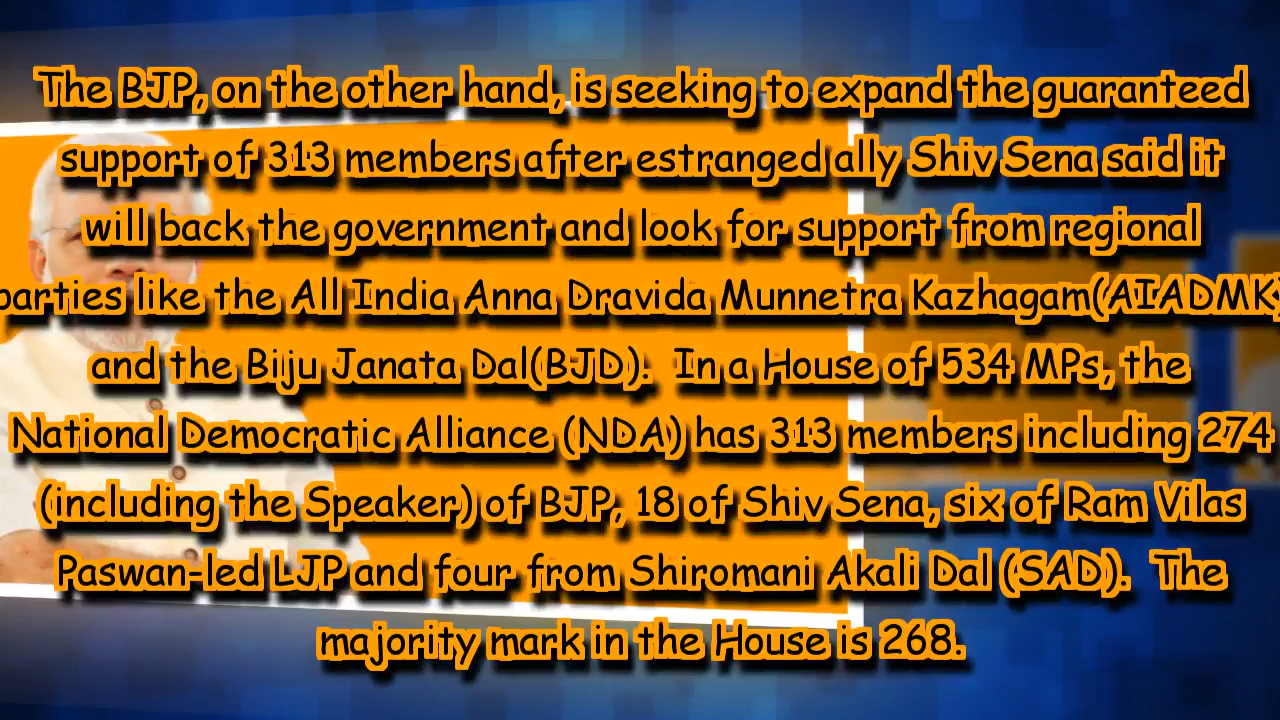 The BJP, on the other hand, is seeking to expand the guaranteed
support of 313 members after estranged ally Shiv Sena said it
will back the government and look for support from regional
parties like the All India Anna Dravida Munnetra Kazhagam(AIADMK)
and the Biju Janata Dal(BJD).  In a House of 534 MPs, the
National Democratic Alliance (NDA) has 313 members including 274
(including the Speaker) of BJP, 18 of Shiv Sena, six of Ram Vilas
Paswan-led LJP and four from Shiromani Akali Dal (SAD).  The
majority mark in the House is 268.